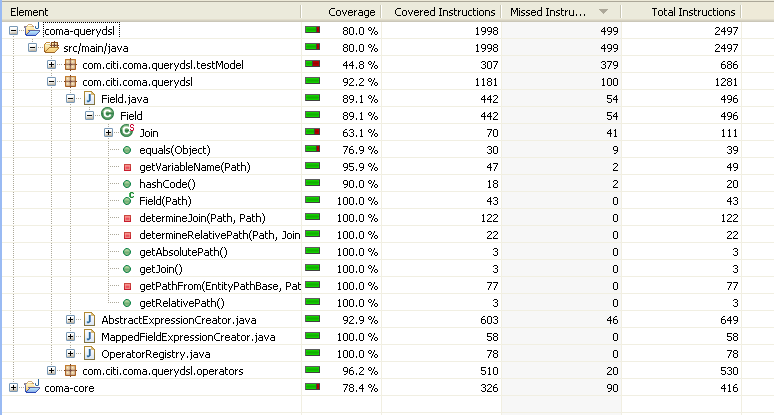 Element Coverage Covered Instructions Missed Instru... Total Instructions
coma-querydsl 80.0 % 1998 499 2497
src/main/java 80.0 % 1998 499 2497
com.citi.coma.querydsl.testModel 44.8 % 307 379 686
com.citi.coma.querydsl 92.2 % 1181 100 1281
Field.java 89.1 % 442 54 496
Field 89.1 % 442 54 496
Join 63.1 % 70 41 111
equals(Object) 76.9 % 30 9 39
getVariableName(Path) 95.9 % 47 2 49
hashCode() 90.0 % 18 2 20
Field(Path) 100.0 % 43 0 43
determineJoin(Path, Path) 100.0 % 122 0 122
determineRelativePath(Path, Join 100.0 % 22 0 22
getAbsolutePath() 100.0 % 3 0 3
getJoin() 100.0 % 3 0 3
getPathFrom(EntityPathBase, Pat 100.0 % 77 0 77
getRelativePath() 100.0 % 3 0 3
AbstractExpressionCreator.java 92.9 % 603 46 649
MappedFieldExpressionCreator.java 100.0 % 58 0 58
OperatorRegistry.java 100.0 % 78 0 78
com.citi.coma.querydsl.operators 96.2 % 510 20 530
coma-core 78.4 % 326 90 416